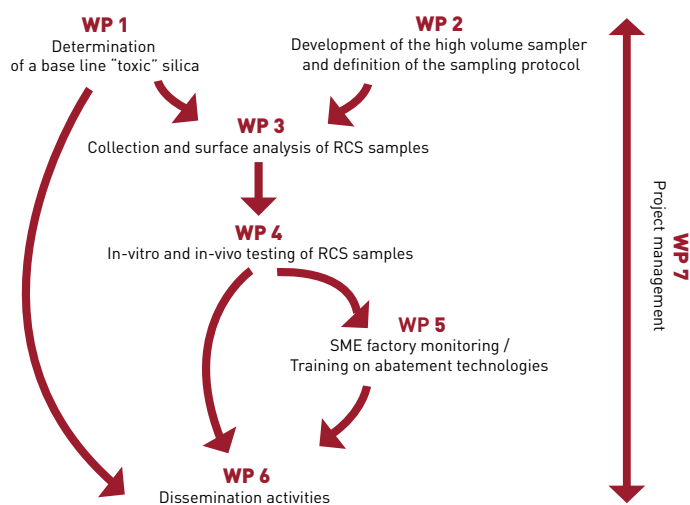 WP 1
Determination
of a base line “toxic” silica
WP 2
Development of the high volume sampler
and definition of the sampling protocol
WP 3
Collection and surface analysis of RCS samples
WP 4
In-vitro and in-vivo testing of RCS samples
WP 5
SME factory monitoring /
Training on abatement technologies
WP 6
Dissemination activities
WP 7
Project management